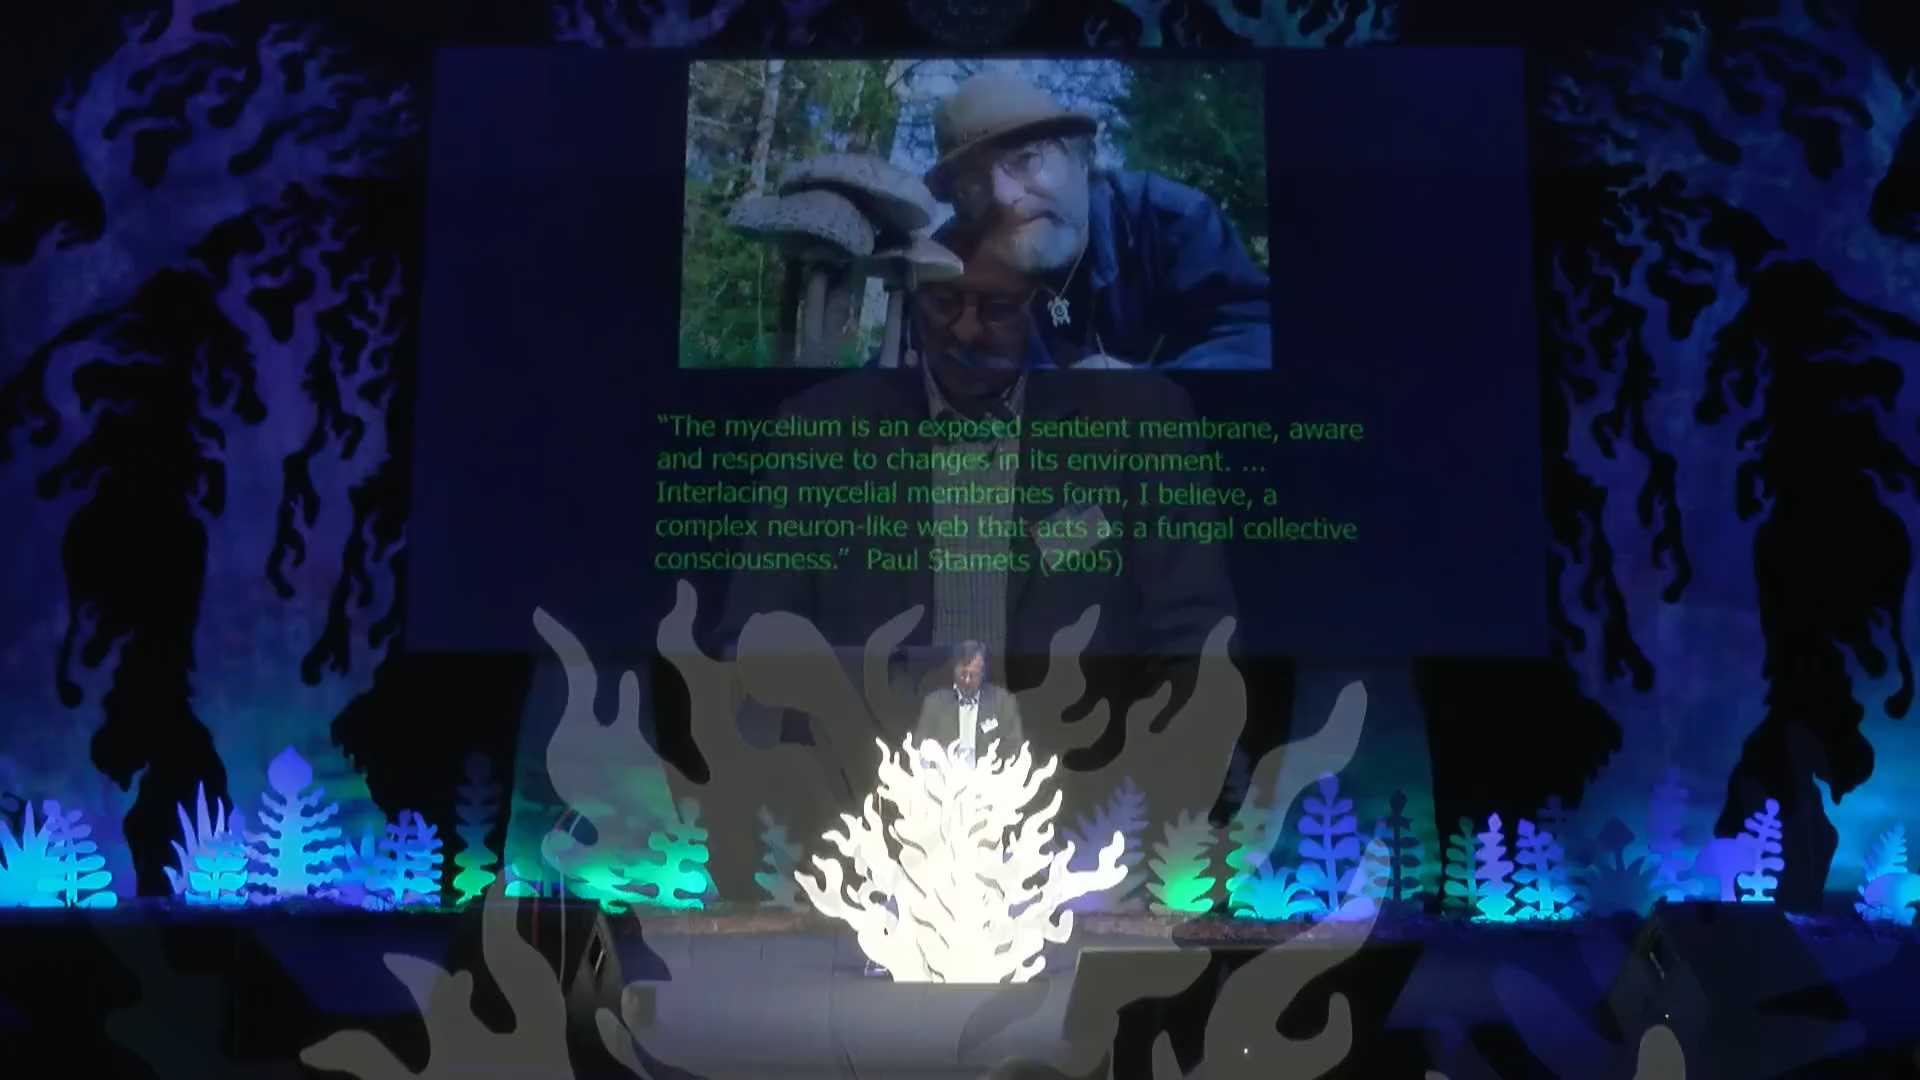 “The mycelium is an exposed sentient membrane, aware
and responsive to changes in its environment. ...
Interlacing mycelial membranes form, I believe, a
complex neuron-like web that acts as a fungal collective
consciousness.” Paul Stamets (2005)